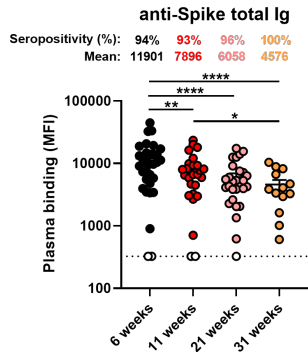 anti-Spike total Ig
Seropositivity (%): 94% 93% 96% 100%
Mean: 11901 7896 6058 4576
****
****
**
*
100000
10000
1000
100
Plasma binding (MFI)
6 weeks
11 weeks
21 weeks
31 weeks